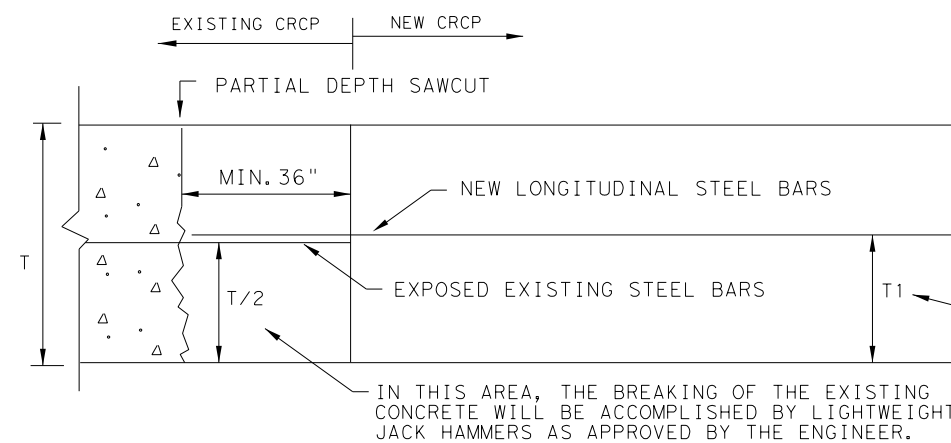 EXISTING CRCP
NEW CRCP
PARTIAL DEPTH SAWCUT
MIN. 36"
NEW LONGITUDINAL STEEL BARS
T
T/2
EXPOSED EXISTING STEEL BARS
T1
IN THIS AREA, THE BREAKING OF THE EXISTING
CONCRETE WILL BE ACCOMPLISHED BY LIGHTWEIGHT
JACK HAMMERS AS APPROVED BY THE ENGINEER.